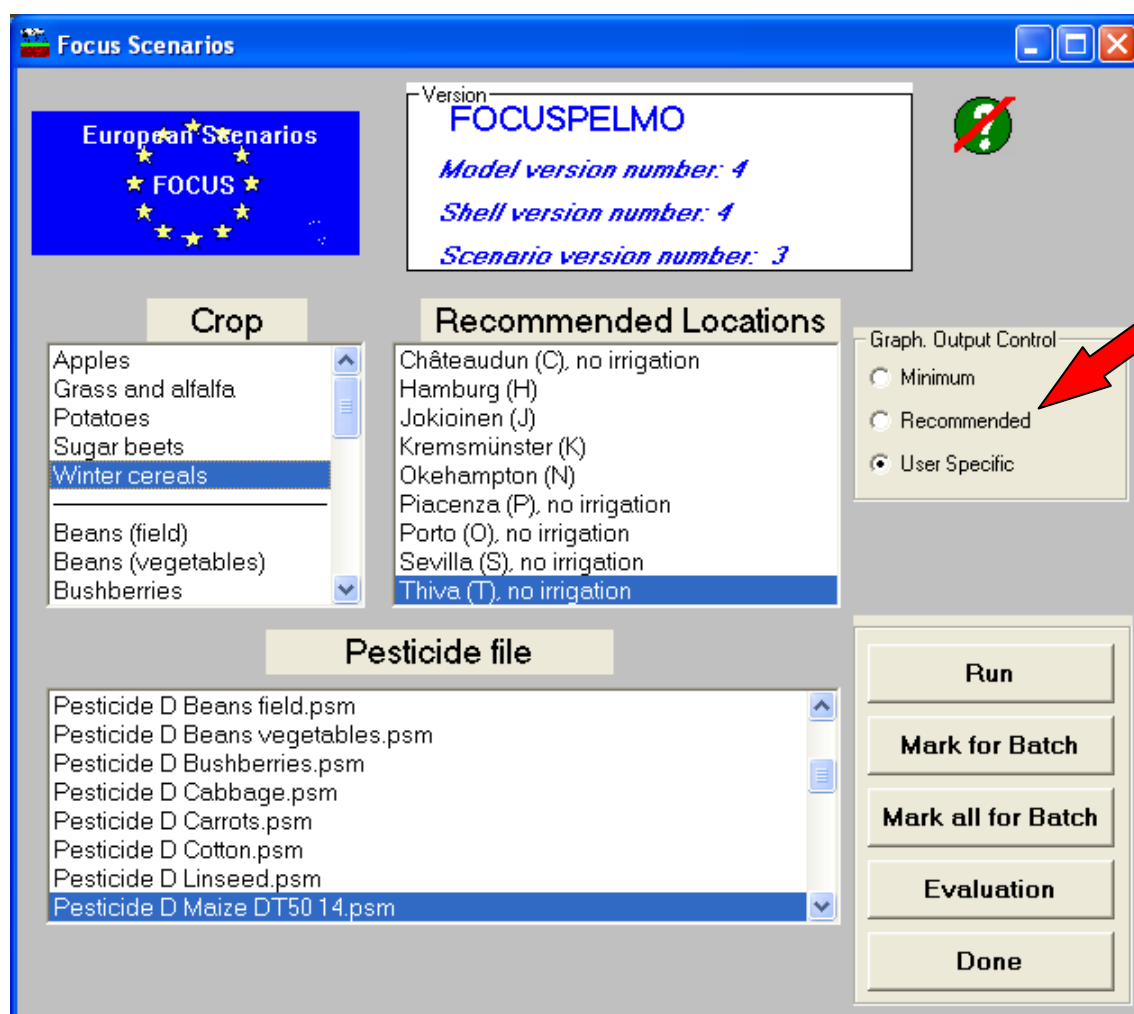 Focus Scenarios
European Scenarios
FOCUS
Version
FOCUSPELMO
Model version number: 4
Shell version number: 4
Scenario version number: 3
Crop
Apples
Grass and alfalfa
Potatoes
Sugar beets
Winter cereals
Beans (field)
Beans (vegetables)
Bushberries
Recommended Locations
Châteaudun (C), no irrigation
Hamburg (H)
Jokioinen (J)
Kremsmünster (K)
Okehampton (N)
Piacenza (P), no irrigation
Porto (O), no irrigation
Sevilla (S), no irrigation
Thiva (T), no irrigation
Graph. Output Control
Minimum
Recommended
User Specific
Pesticide file
Pesticide D Beans field.psm
Pesticide D Beans vegetables.psm
Pesticide D Bushberries.psm
Pesticide D Cabbage.psm
Pesticide D Carrots.psm
Pesticide D Cotton.psm
Pesticide D Linseed.psm
Pesticide D Maize DT50 14.psm
Run
Mark for Batch
Mark all for Batch
Evaluation
Done